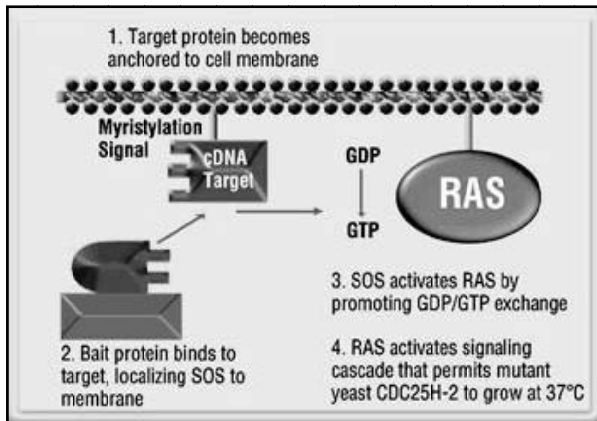 1. Target protein becomes
anchored to cell membrane
Myristylation
Signal
cDNA
Target
GDP
GTP
RAS
2. Bait protein binds to
target, localizing SOS to
membrane
3. SOS activates RAS by
promoting GDP/GTP exchange
4. RAS activates signaling
cascade that permits mutant
yeast CDC25H-2 to grow at 37°C